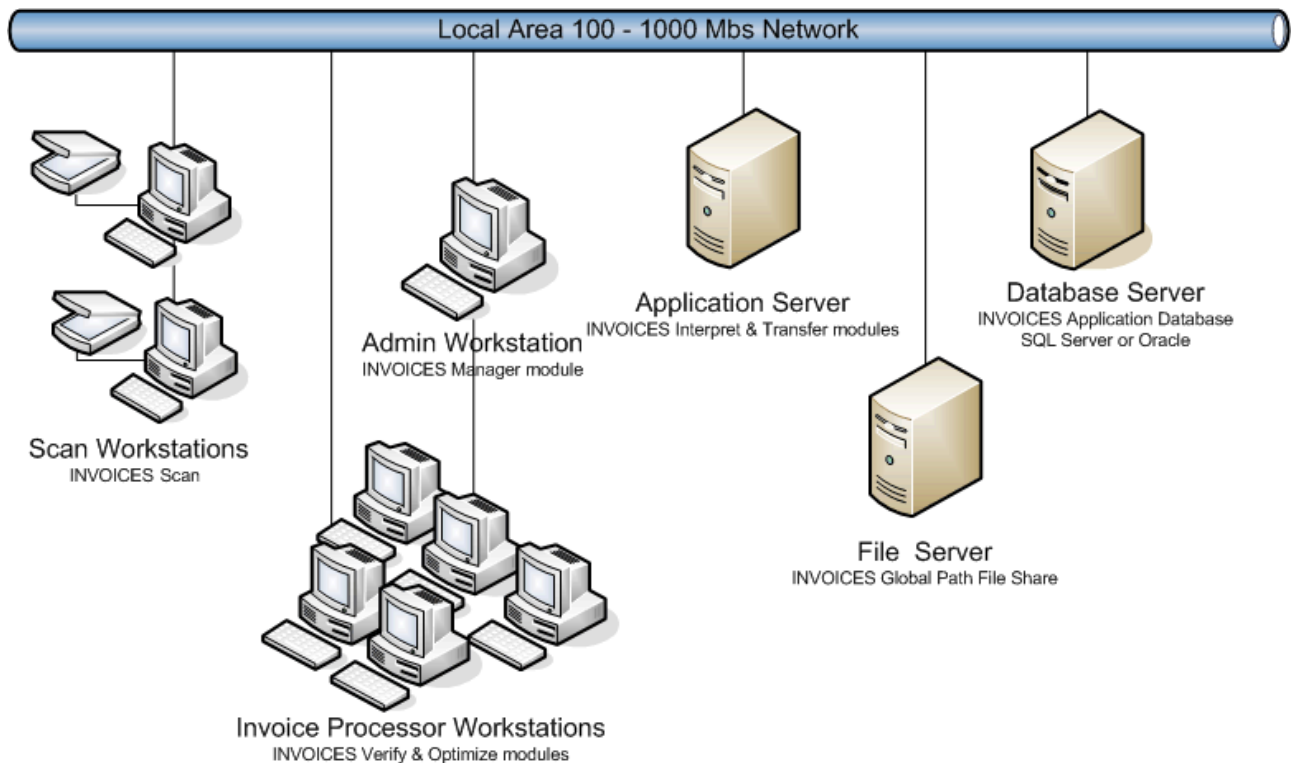 Local Area 100 - 1000 Mbs Network
Scan Workstations
INVOICES Scan
Admin Workstation
INVOICES Manager module
Application Server
INVOICES Interpret & Transfer modules
Database Server
INVOICES Application Database
SQL Server or Oracle
File Server
INVOICES Global Path File Share
Invoice Processor Workstations
INVOICES Verify & Optimize modules